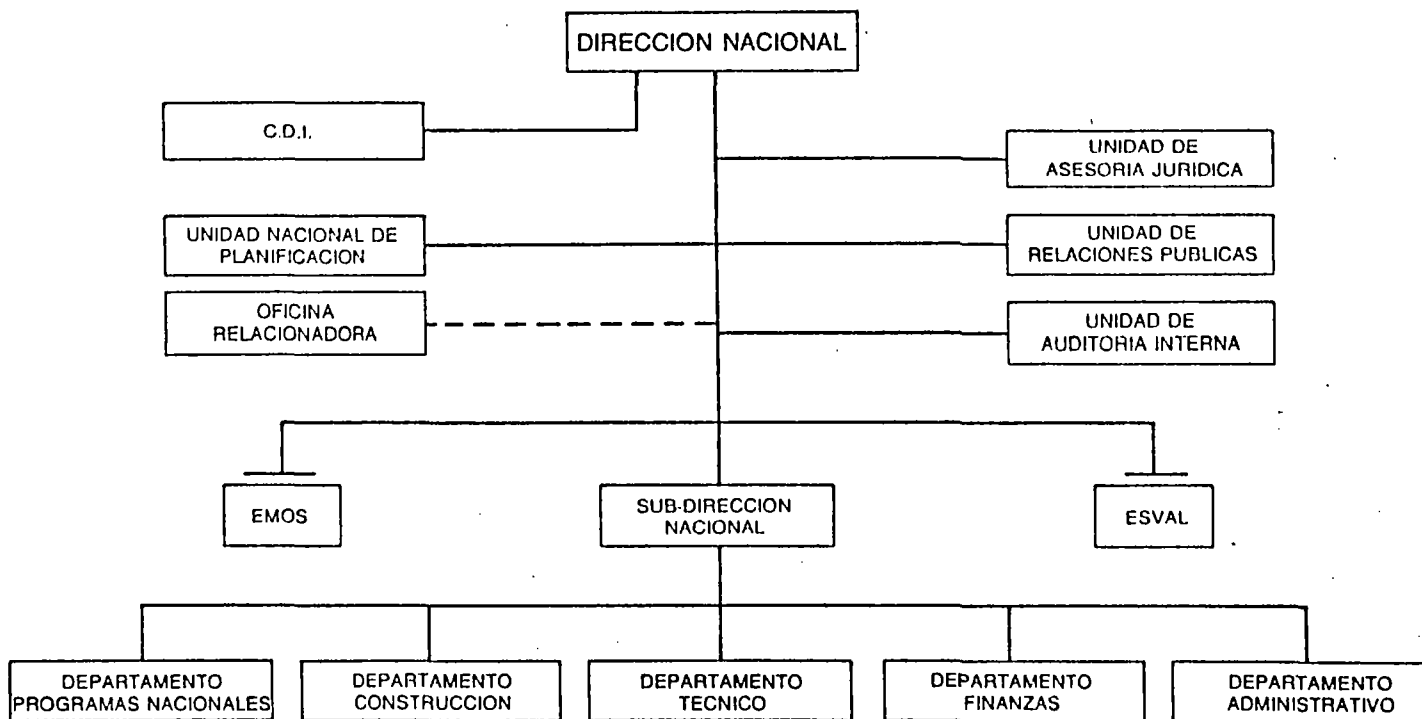 DIRECCION NACIONAL
C.D.I.
UNIDAD DE
ASESORIA JURIDICA
UNIDAD NACIONAL DE
PLANIFICACION
UNIDAD DE
RELACIONES PUBLICAS
OFICINA
RELACIONADORA
UNIDAD DE
AUDITORIA INTERNA
EMOS
SUB-DIRECCION
NACIONAL
ESVAL
DEPARTAMENTO
PROGRAMAS NACIONALES
DEPARTAMENTO
CONSTRUCCION
DEPARTAMENTO
TECNICO
DEPARTAMENTO
FINANZAS
DEPARTAMENTO
ADMINISTRATIVO